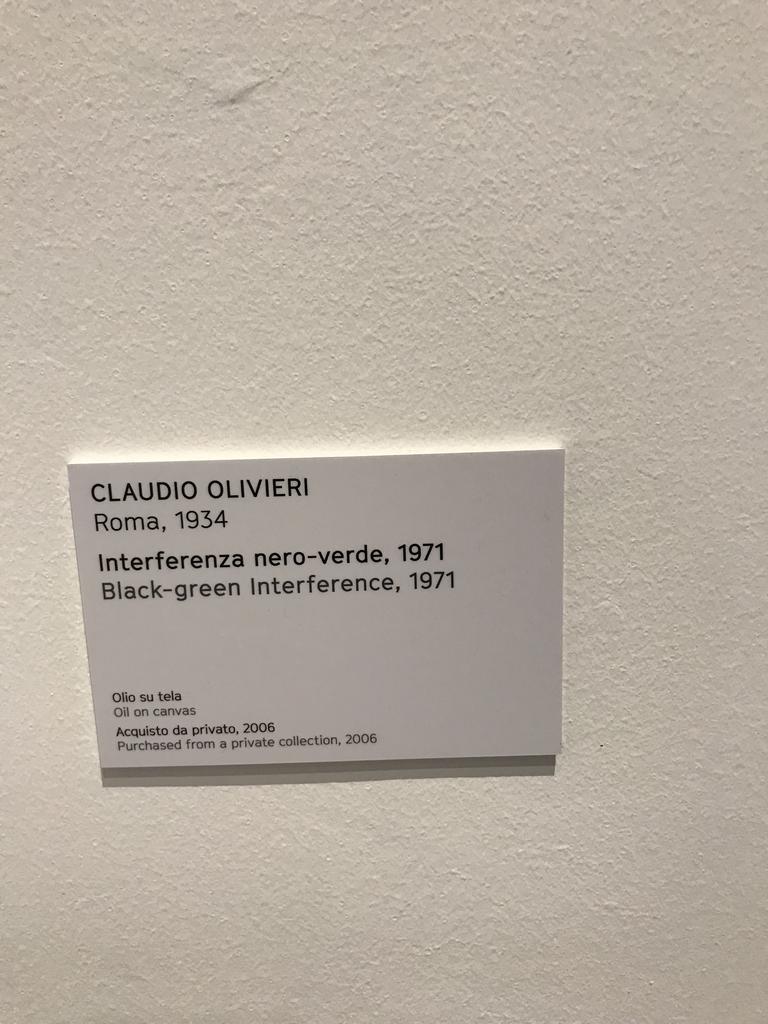 CLAUDIO OLIVIERI
Roma, 1934
Interferenza nero-verde, 1971
Black-green Interference, 1971
Olio su tela
Oil on canvas
Acquisto da privato, 2006
Purchased from a private collection, 2006